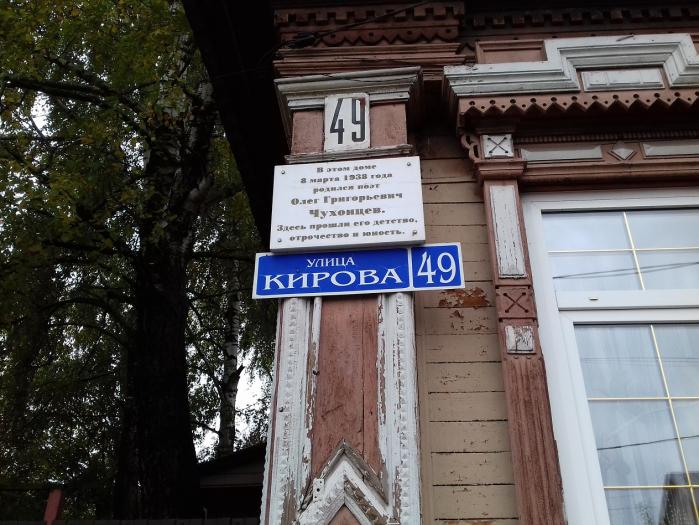 49
В этом доме
8 марта 1938 года
родился поэт
Олег Григорьевич
Чухонцев.
Здесь прошли его детство,
отрочество и юность.
УЛИЦА
КИРОВА 49